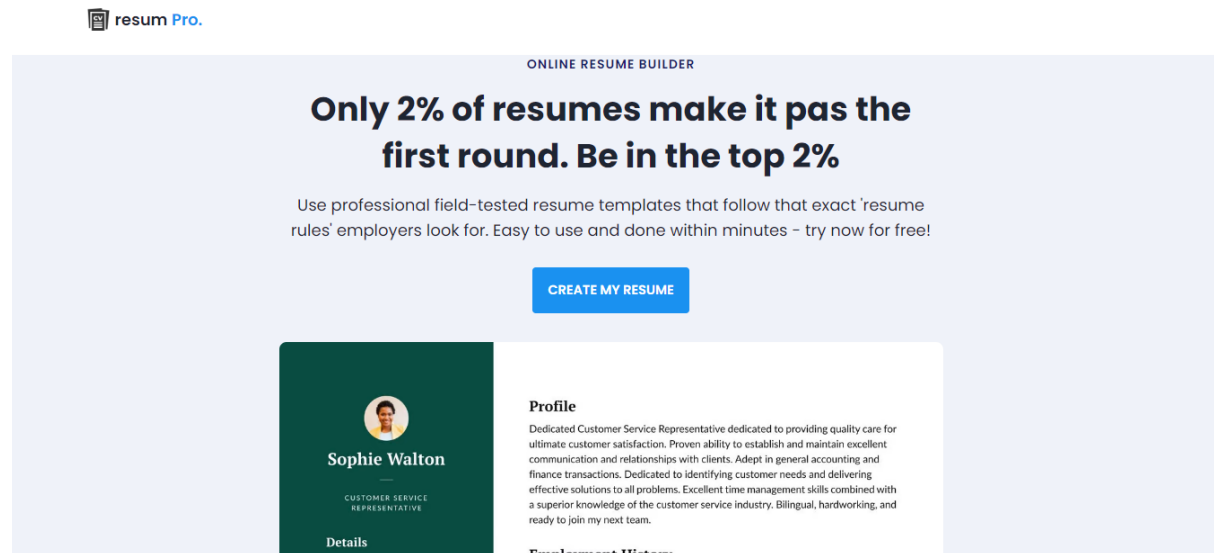 resum Pro.
ONLINE RESUME BUILDER
Only 2% of resumes make it pas the
first round. Be in the top 2%
Use professional field-tested resume templates that follow that exact 'resume
rules' employers look for. Easy to use and done within minutes - try now for free!
CREATE MY RESUME
Sophie Walton
CUSTOMER SERVICE
REPRESENTATIVE
Details
Profile
Dedicated Customer Service Representative dedicated to providing quality care for
ultimate customer satisfaction. Proven ability to establish and maintain excellent
communication and relationships with clients. Adept in general accounting and
finance transactions. Dedicated to identifying customer needs and delivering
effective solutions to all problems. Excellent time management skills combined with
a superior knowledge of the customer service industry. Bilingual, hardworking, and
ready to join my next team.
Employment History